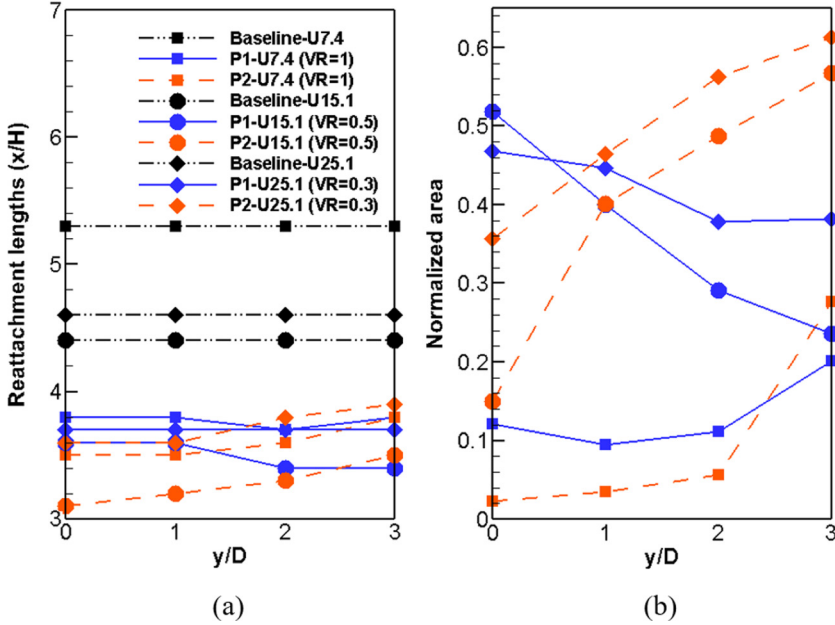 7
6
5
4
3
Reattachment lengths (x/H)
Baseline-U7.4
P1-U7.4 (VR=1)
P2-U7.4 (VR=1)
Baseline-U15.1
P1-U15.1 (VR=0.5)
P2-U15.1 (VR=0.5)
Baseline-U25.1
P1-U25.1 (VR=0.3)
P2-U25.1 (VR=0.3)
0 1 2 3
y/D
(a)
0.6
0.5
0.4
0.3
0.2
0.1
0
Normalized area
0 1 2 3
y/D
(b)